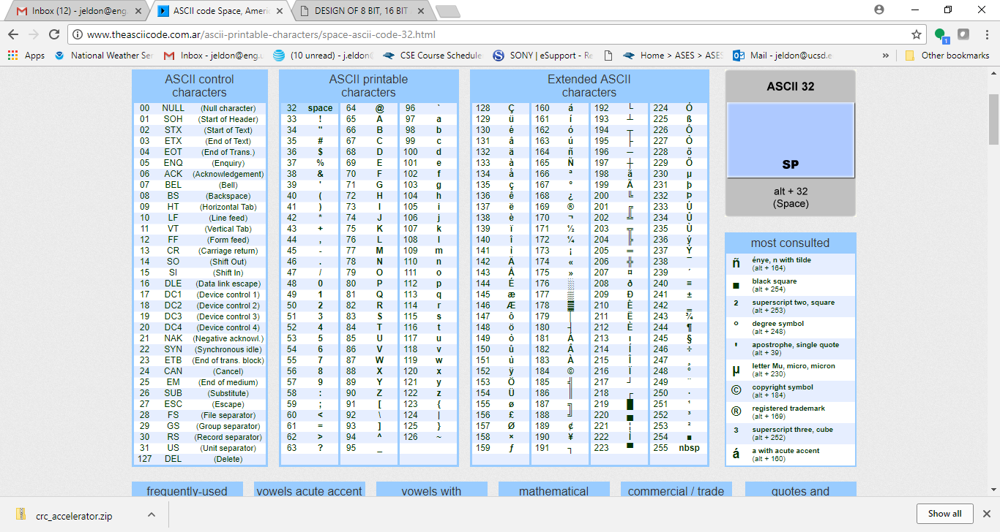 Inbox (12) - jeldon@eng.
ASCII code Space, Ameri
DESIGN OF 8 BIT, 16 BIT
www.theasciicode.com.ar/ascii-printable-characters/space-ascii-code-32.html
1
Apps National Weather Ser Inbox - jeldon@eng.u (10 unread) - j.eldon@ CSE Course Schedule SONY | eSupport - Re Home > ASES > ASES Mail - jeldon@ucsd.e » Other bookmarks
ASCII control
characters
ASCII printable
characters
Extended ASCII
characters
00 NULL (Null character) 32 space 64 @ 96 ` 128 Ç 160 á 192 └ 224 Ó
01 SOH (Start of Header) 33 ! 65 A 97 a 129 ü 161 í 193 ┴ 225 ß
02 STX (Start of Text) 34 " 66 B 98 b 130 é 162 ó 194 ┬ 226 Ô
03 ETX (End of Text) 35 # 67 C 99 c 131 â 163 ú 195 ├ 227 Ò
04 EOT (End of Trans.) 36 $ 68 D 100 d 132 ä 164 ñ 196 ─ 228 õ
05 ENQ (Enquiry) 37 % 69 E 101 e 133 à 165 Ñ 197 ┼ 229 Õ
06 ACK (Acknowledgement) 38 & 70 F 102 f 134 å 166 ª 198 ã 230 µ
07 BEL (Bell) 39 ' 71 G 103 g 135 ç 167 º 199 Ã 231 þ
08 BS (Backspace) 40 ( 72 H 104 h 136 ê 168 ¿ 200 ╚ 232 Þ
09 HT (Horizontal Tab) 41 ) 73 I 105 i 137 ë 169 ® 201 ╔ 233 Ú
10 LF (Line feed) 42 * 74 J 106 j 138 è 170 ¬ 202 ╩ 234 Û
11 VT (Vertical Tab) 43 + 75 K 107 k 139 ï 171 ½ 203 ╦ 235 Ù
12 FF (Form feed) 44 , 76 L 108 l 140 î 172 ¼ 204 ╠ 236 ý
13 CR (Carriage return) 45 - 77 M 109 m 141 ì 173 ¡ 205 ═ 237 Ý
14 SO (Shift Out) 46 . 78 N 110 n 142 Ä 174 « 206 ╬ 238 ¯
15 SI (Shift In) 47 / 79 O 111 o 143 Å 175 » 207 ¤ 239 ´
16 DLE (Data link escape) 48 0 80 P 112 p 144 É 176 ░ 208 ð 240 ≡
17 DC1 (Device control 1) 49 1 81 Q 113 q 145 æ 177 ▒ 209 Ð 241 ±
18 DC2 (Device control 2) 50 2 82 R 114 r 146 Æ 178 ▓ 210 Ê 242 ‗
19 DC3 (Device control 3) 51 3 83 S 115 s 147 ô 179 │ 211 Ë 243 ¾
20 DC4 (Device control 4) 52 4 84 T 116 t 148 ö 180 ┤ 212 È 244 ¶
21 NAK (Negative acknowl.) 53 5 85 U 117 u 149 ò 181 Á 213 ı 245 §
22 SYN (Synchronous idle) 54 6 86 V 118 v 150 û 182 Â 214 Í 246 ÷
23 ETB (End of trans. block) 55 7 87 W 119 w 151 ù 183 À 215 Î 247 ¸
24 CAN (Cancel) 56 8 88 X 120 x 152 ÿ 184 © 216 Ï 248 °
25 EM (End of medium) 57 9 89 Y 121 y 153 Ö 185 ╣ 217 ┘ 249 ¨
26 SUB (Substitute) 58 : 90 Z 122 z 154 Ü 186 ║ 218 ┌ 250 ·
27 ESC (Escape) 59 ; 91 [ 123 { 155 ø 187 ╗ 219 █ 251 ¹
28 FS (File separator) 60 < 92 \ 124 | 156 £ 188 ╝ 220 ▄ 252 ³
29 GS (Group separator) 61 = 93 ] 125 } 157 Ø 189 ¢ 221 ¦ 253 ²
30 RS (Record separator) 62 > 94 ^ 126 ~ 158 × 190 ¥ 222 Ì 254 ■
31 US (Unit separator) 63 ? 95 _ 159 ƒ 191 ┐ 223 ▀ 255 nbsp
127 DEL (Delete)
ASCII 32
SP
alt + 32
(Space)
most consulted
ñ énye, n with tilde
(alt + 164)
■ black square
(alt + 254)
² superscript two, square
(alt + 253)
° degree symbol
(alt + 248)
' apostrophe, single quote
(alt + 39)
µ letter Mu, micro, micron
(alt + 230)
© copyright symbol
(alt + 184)
® registered trademark
(alt + 169)
³ superscript three, cube
(alt + 252)
á a with acute accent
(alt + 160)
frequently-used vowels acute accent vowels with mathematical commercial / trade quotes and
crc_accelerator.zip
Show all